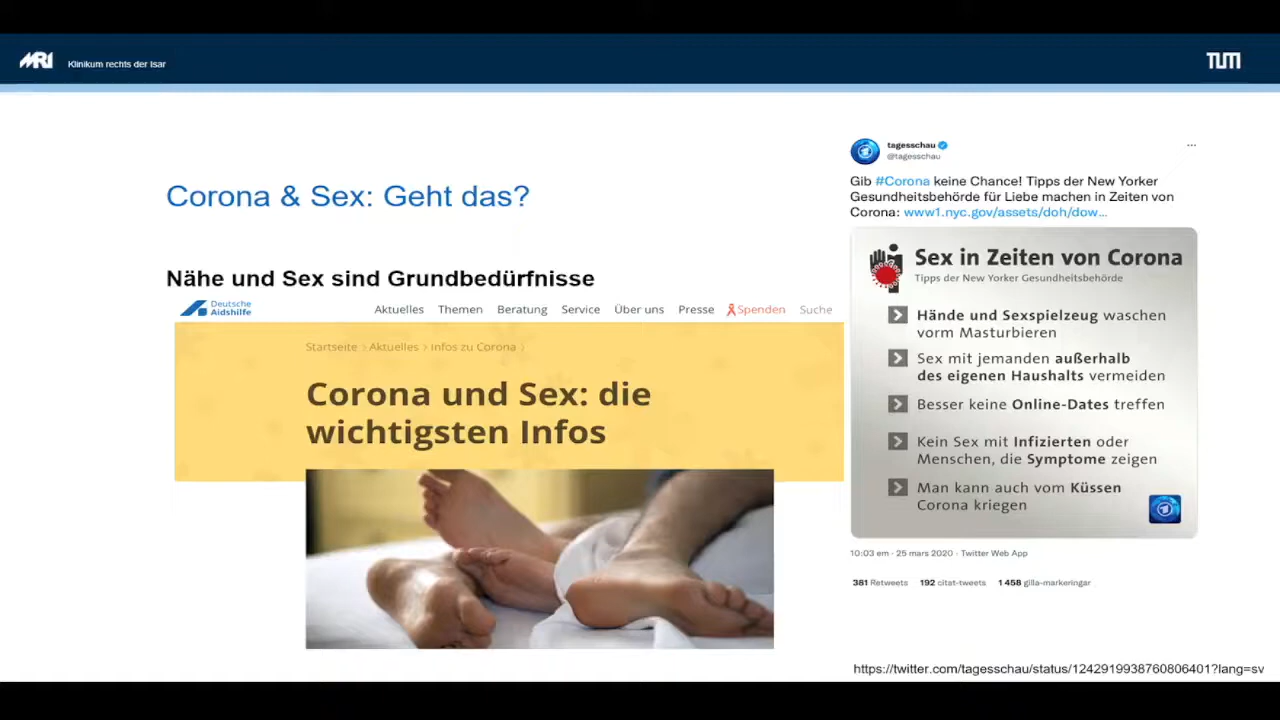 MRI
Klinikum rechts der Isar
TUM
Corona & Sex: Geht das?
Nähe und Sex sind Grundbedürfnisse
Deutsche
Aidshilfe
Aktuelles Themen Beratung Service Über uns Presse Spenden Suche
Startseite > Aktuelles > Infos zu Corona >
Corona und Sex: die
wichtigsten Infos
tagesschau
@tagesschau
Gib #Corona keine Chance! Tipps der New Yorker
Gesundheitsbehörde für Liebe machen in Zeiten von
Corona: www1.nyc.gov/assets/doh/dow...
Sex in Zeiten von Corona
Tipps der New Yorker Gesundheitsbehörde
Hände und Sexspielzeug waschen
vorm Masturbieren
Sex mit jemanden außerhalb
des eigenen Haushalts vermeiden
Besser keine Online-Dates treffen
Kein Sex mit Infizierten oder
Menschen, die Symptome zeigen
Man kann auch vom Küssen
Corona kriegen
10:03 em · 25 mars 2020 · Twitter Web App
381 Retweets 192 citat-tweets 1 458 gilla-markeringar
https://twitter.com/tagesschau/status/1242919938760806401?lang=sv